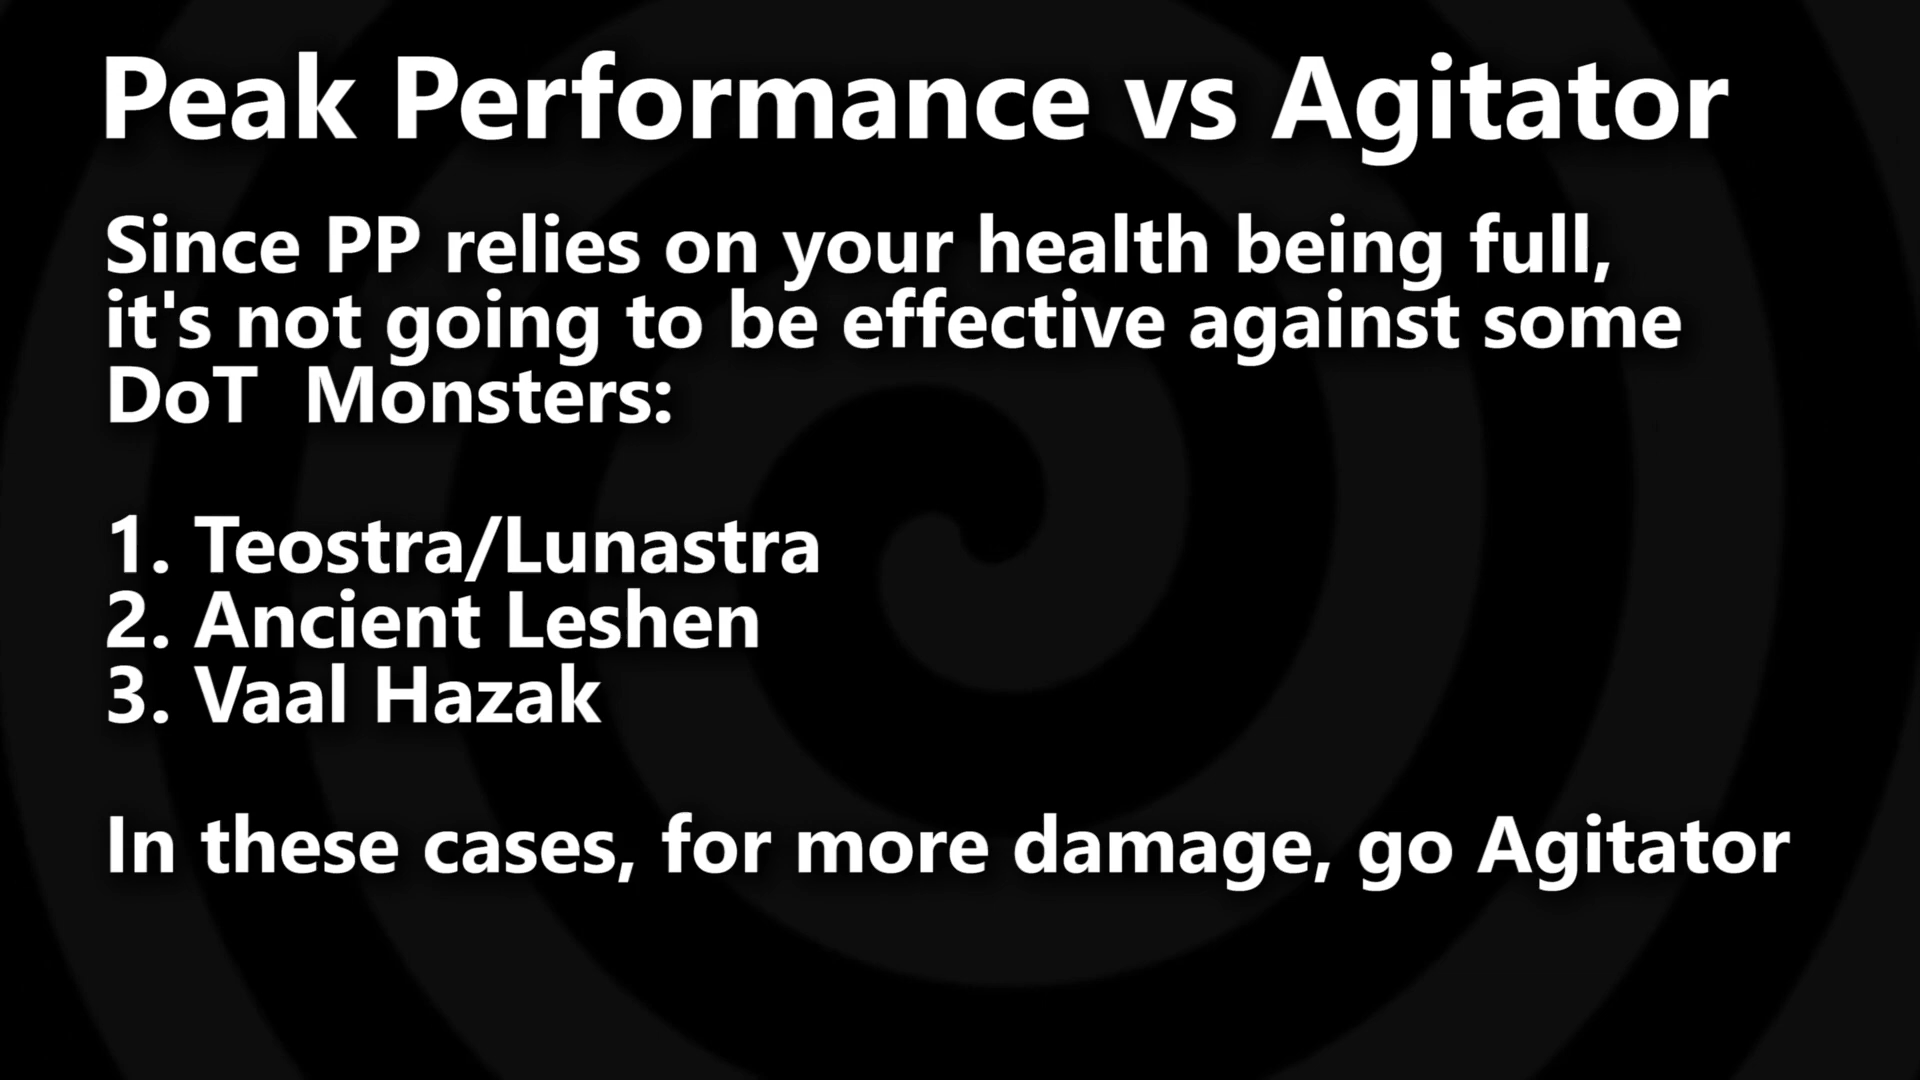 Peak Performance vs Agitator
Since PP relies on your health being full,
it's not going to be effective against some
DoT  Monsters:
1. Teostra/Lunastra
2. Ancient Leshen
3. Vaal Hazak
In these cases, for more damage, go Agitator